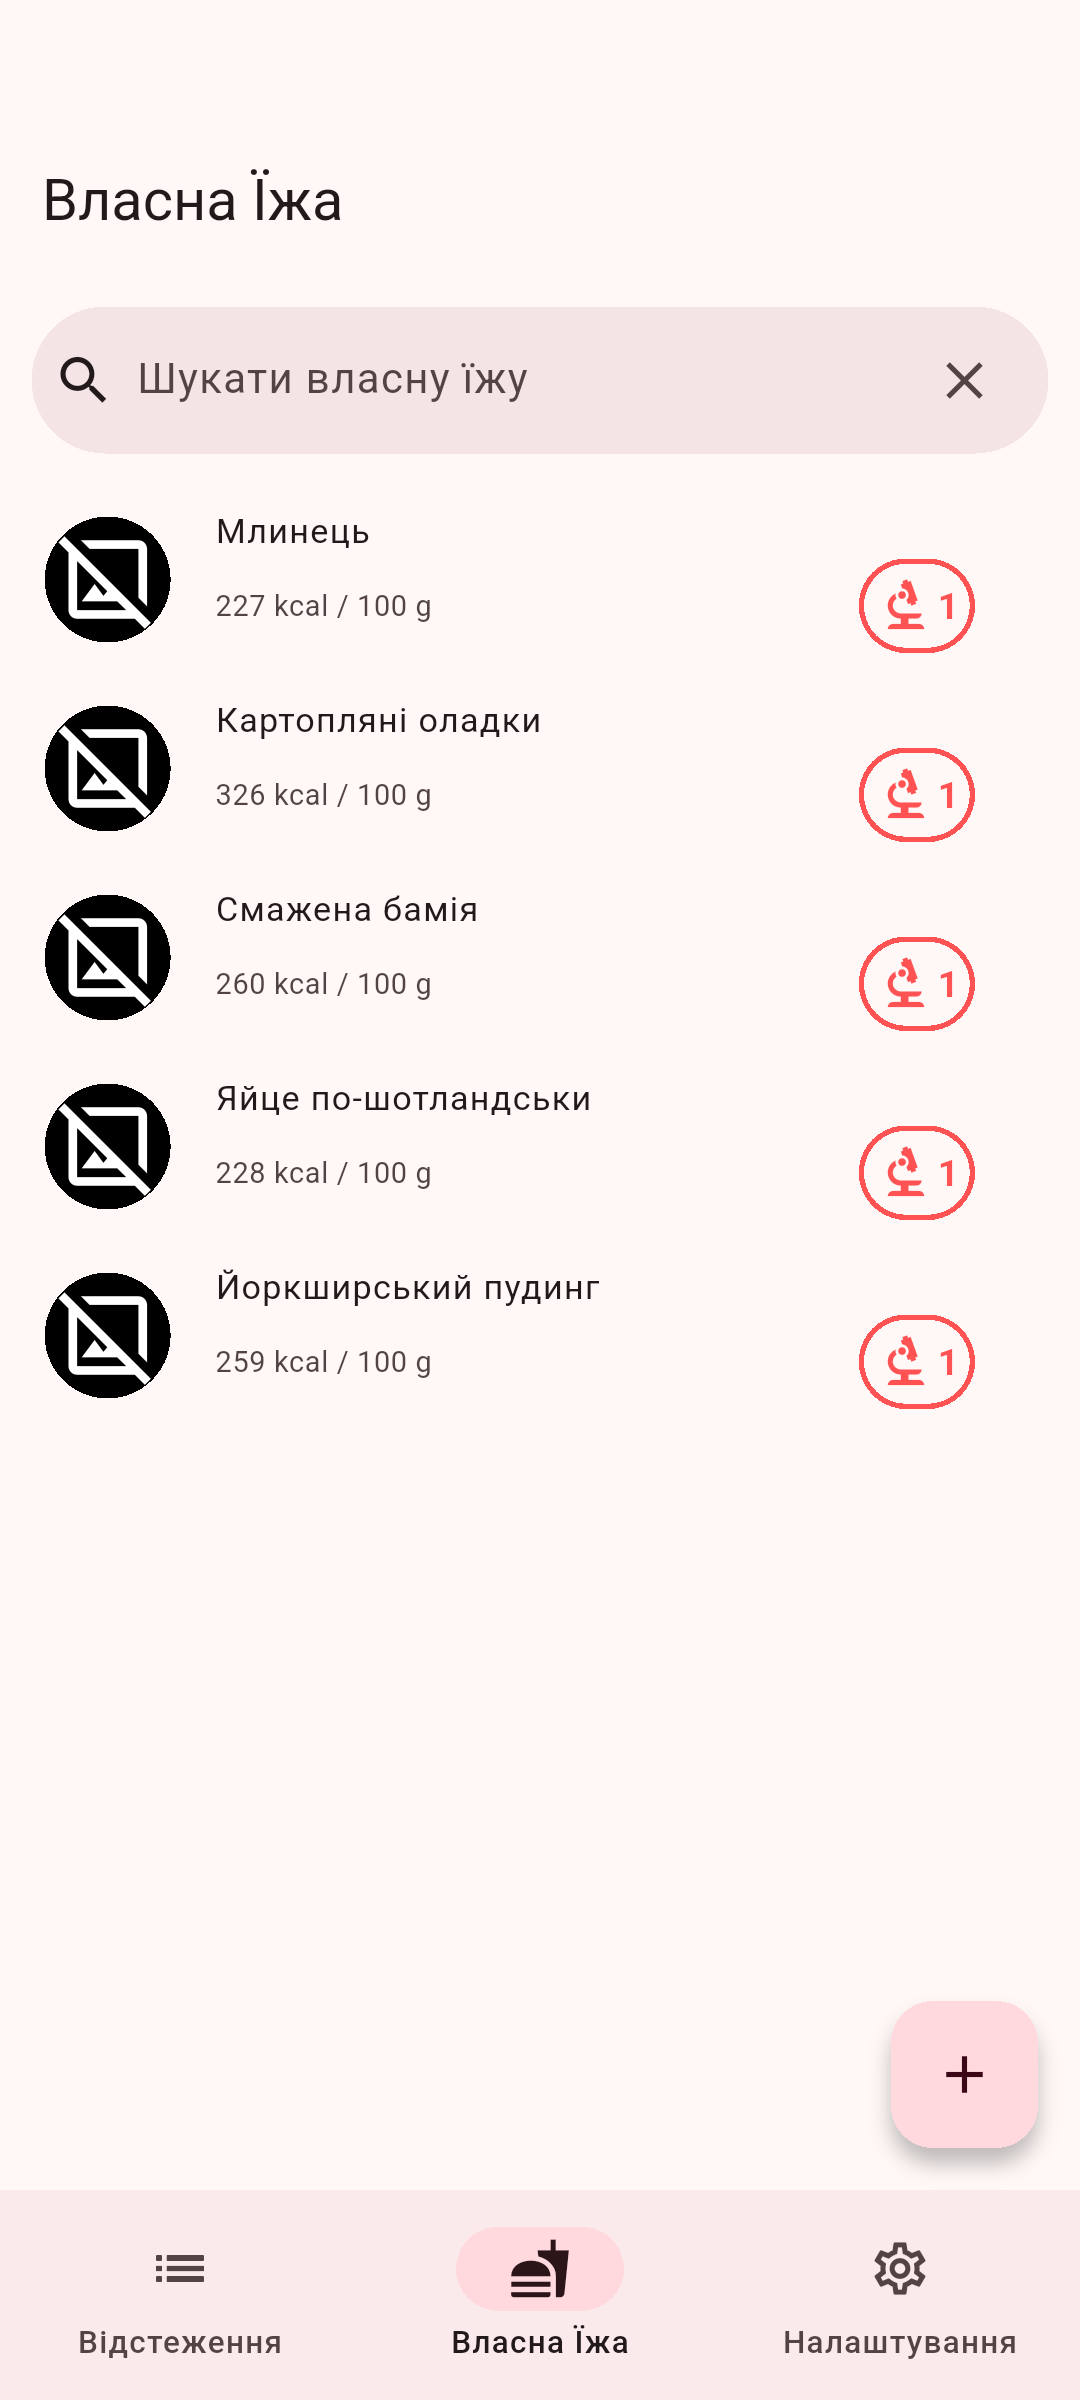 Власна Їжа
Шукати власну їжу
Млинець
227 kcal / 100 g
1
Картопляні оладки
326 kcal / 100 g
1
Смажена бамія
260 kcal / 100 g
1
Яйце по-шотландськи
228 kcal / 100 g
1
Йоркширський пудинг
259 kcal / 100 g
1
Відстеження
Власна Їжа
Налаштування